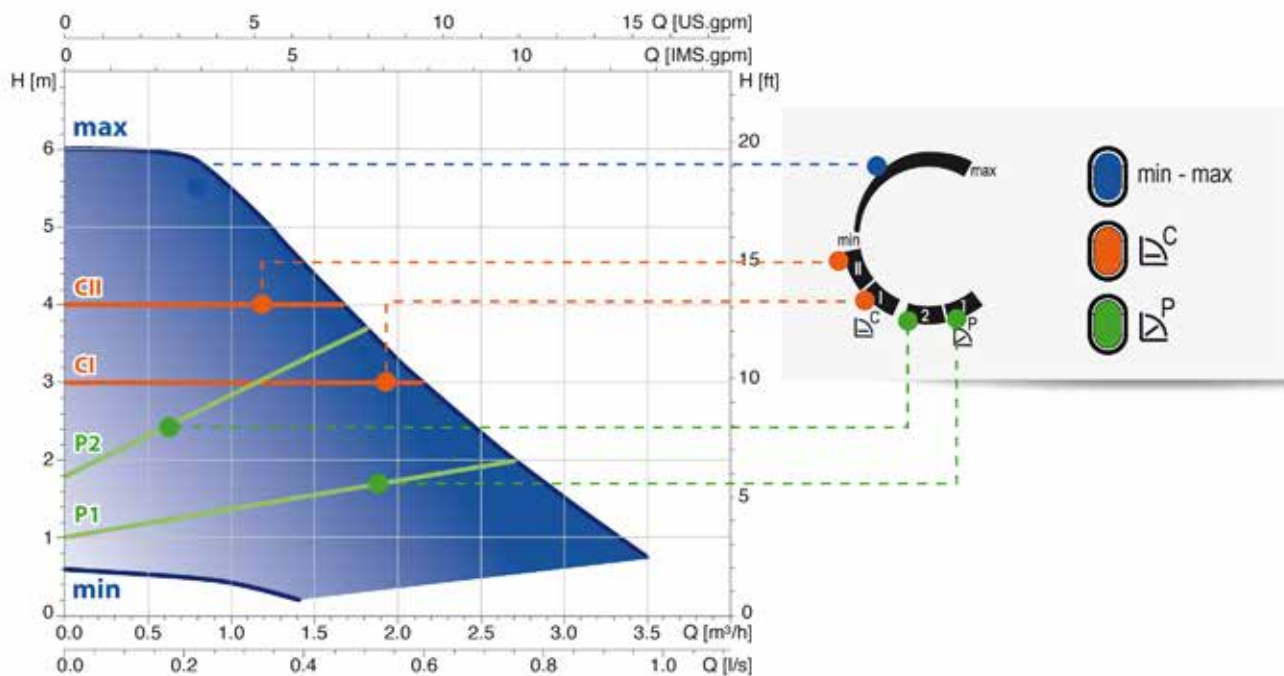 0 5 10 15 Q [US.gpm]
0 5 10 Q [IMS.gpm]
H [m] H [ft]
max
6 20
5
CII 15
4
CI
3 10
P2
2
P1 5
1
min
0 0
0.0 0.5 1.0 1.5 2.0 2.5 3.0 3.5 Q [m³/h]
0.0 0.2 0.4 0.6 0.8 1.0 Q [l/s]
max
min
II
I
C
2 1
P
min - max
C
P